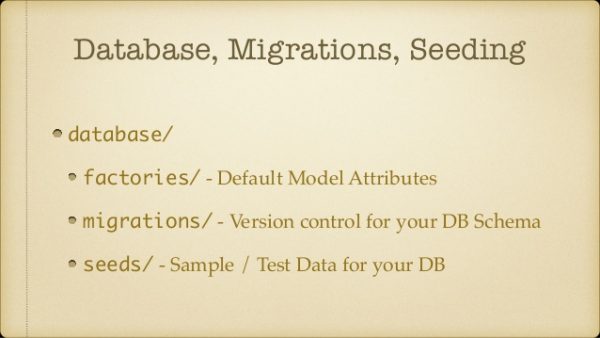 Database, Migrations, Seeding
database/
factories/ - Default Model Attributes
migrations/ - Version control for your DB Schema
seeds/ - Sample / Test Data for your DB